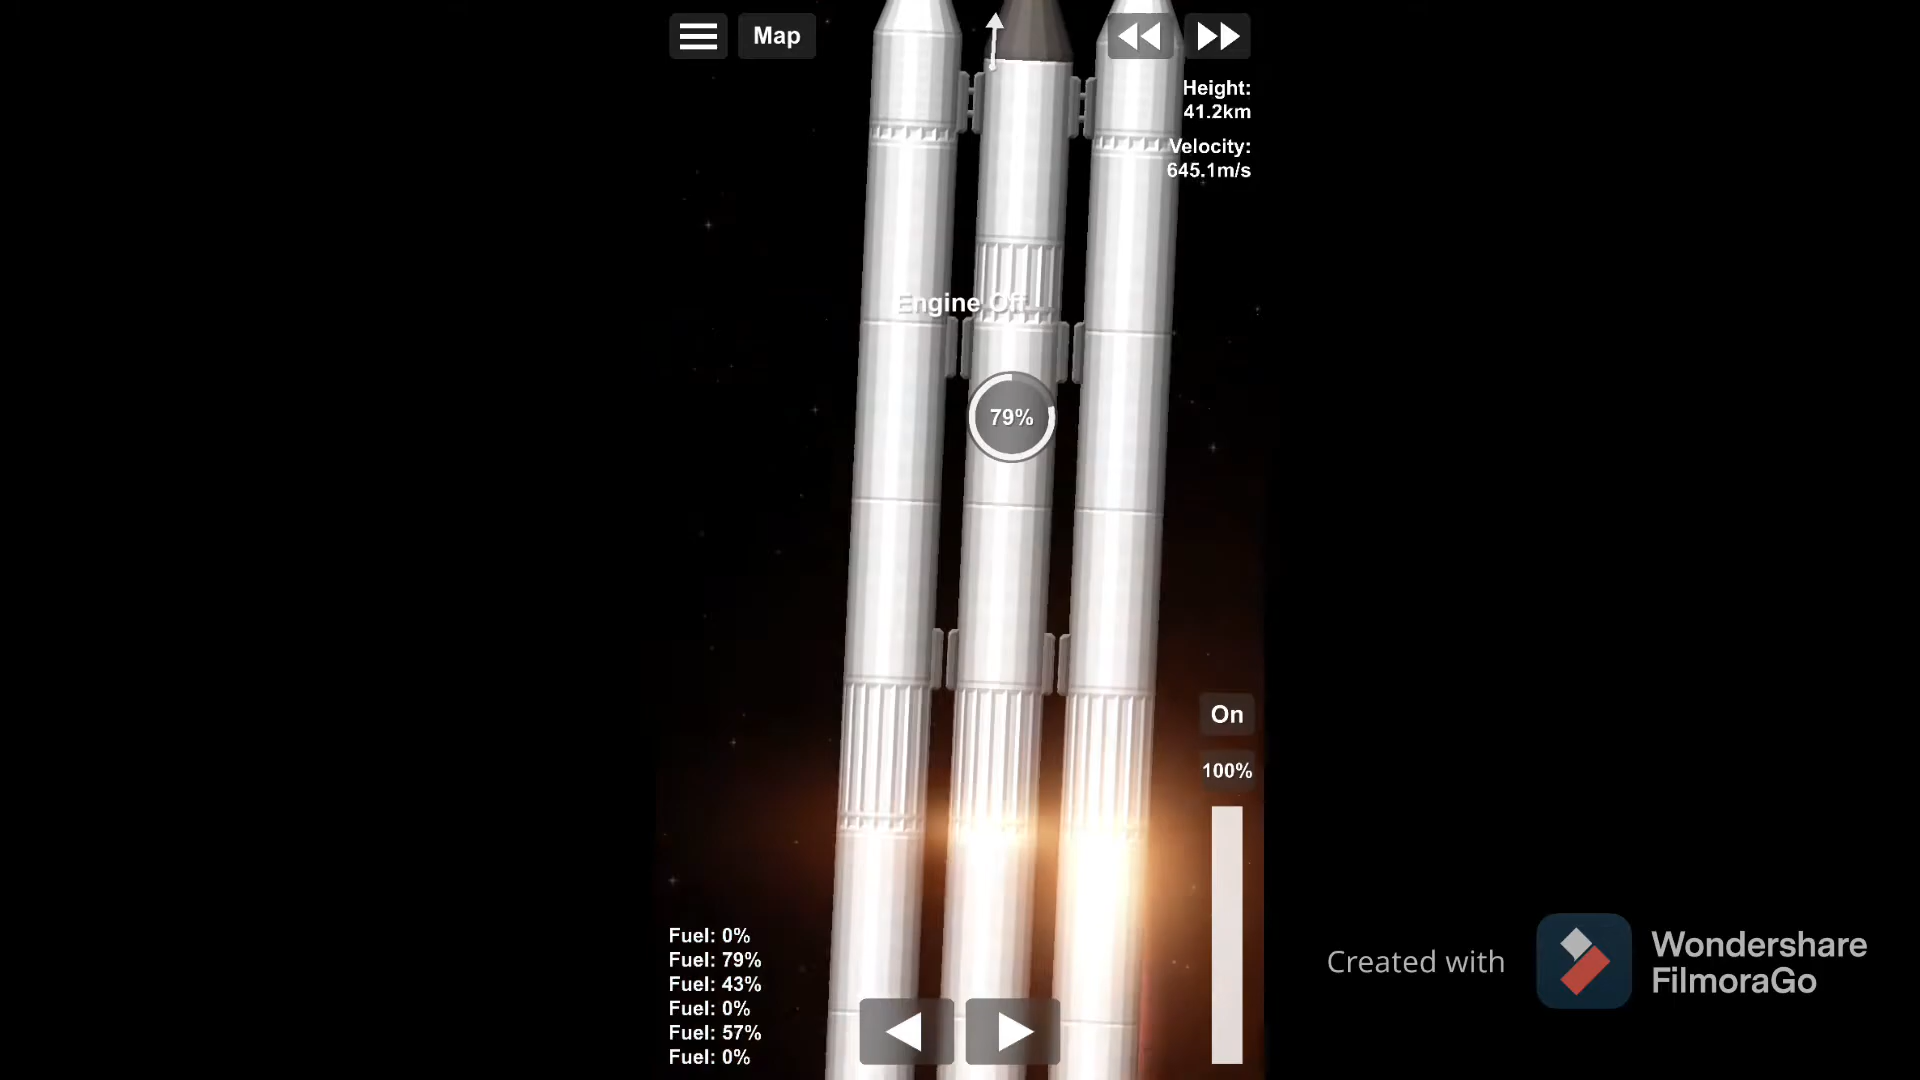 Map
Height:
41.2km
Velocity:
645.1m/s
Engine Off
79%
On
100%
Fuel: 0%
Fuel: 79%
Fuel: 43%
Fuel: 0%
Fuel: 57%
Fuel: 0%
Created with
Wondershare
FilmoraGo